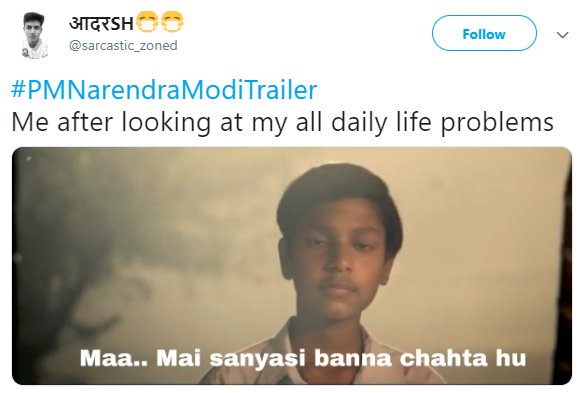 आदरSH😷😷
@sarcastic_zoned
Follow
#PMNarendraModiTrailer
Me after looking at my all daily life problems
Maa.. Mai sanyasi banna chahta hu